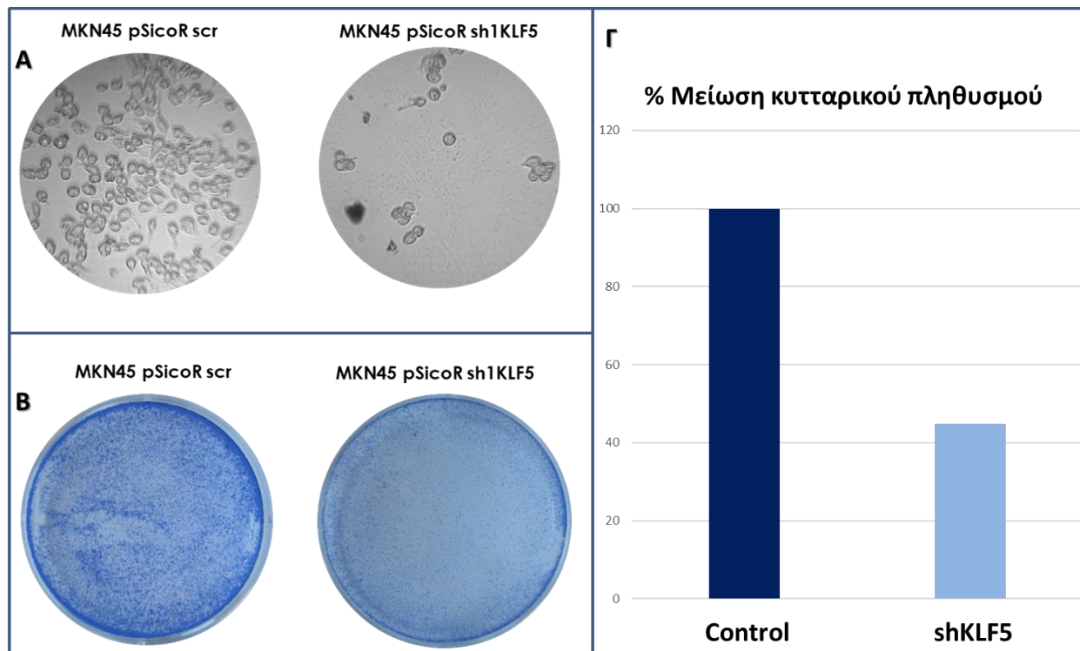 A
MKN45 pSicoR scr
MKN45 pSicoR sh1KLF5
B
MKN45 pSicoR scr
MKN45 pSicoR sh1KLF5
Γ
% Μείωση κυτταρικού πληθυσμού
120
100
80
60
40
20
0
Control
shKLF5